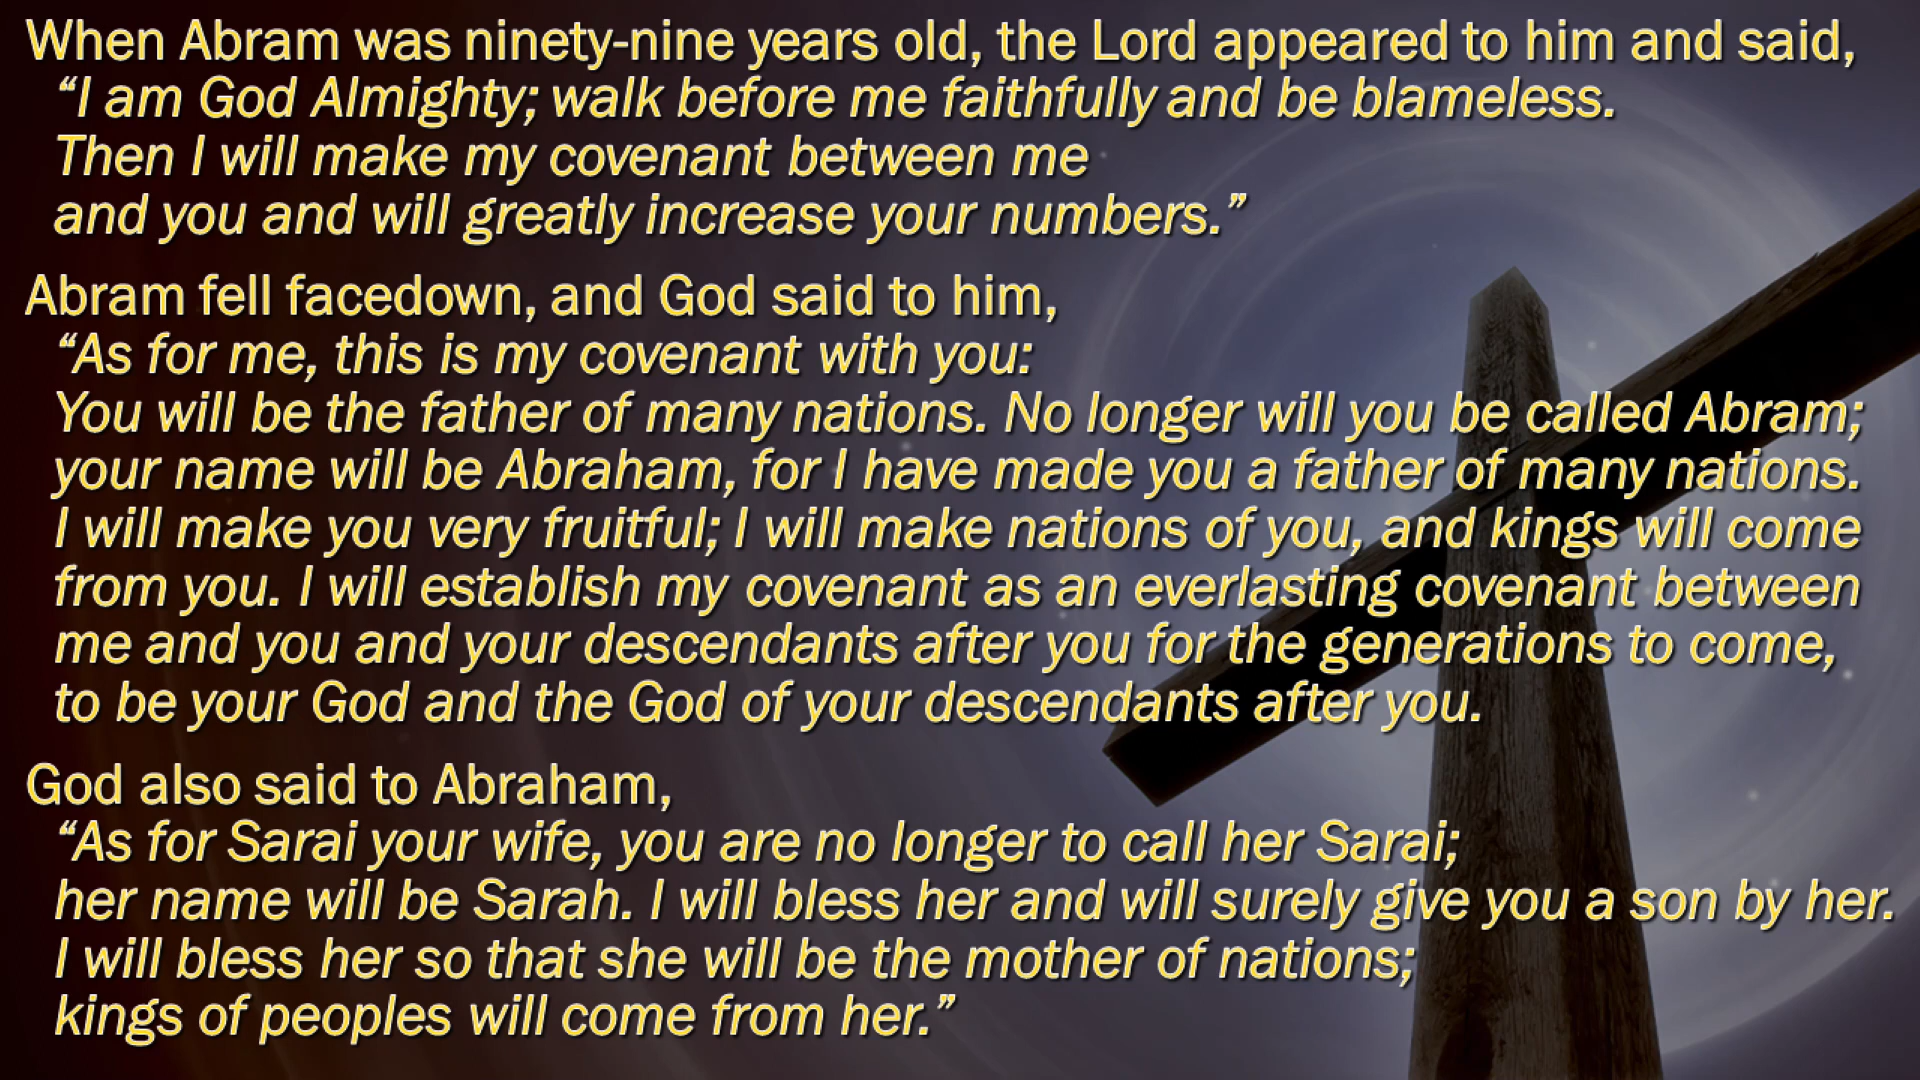 When Abram was ninety-nine years old, the Lord appeared to him and said,
“I am God Almighty; walk before me faithfully and be blameless.
Then I will make my covenant between me
and you and will greatly increase your numbers.”
Abram fell facedown, and God said to him,
“As for me, this is my covenant with you:
You will be the father of many nations. No longer will you be called Abram;
your name will be Abraham, for I have made you a father of many nations.
I will make you very fruitful; I will make nations of you, and kings will come
from you. I will establish my covenant as an everlasting covenant between
me and you and your descendants after you for the generations to come,
to be your God and the God of your descendants after you.
God also said to Abraham,
“As for Sarai your wife, you are no longer to call her Sarai;
her name will be Sarah. I will bless her and will surely give you a son by her.
I will bless her so that she will be the mother of nations;
kings of peoples will come from her.”